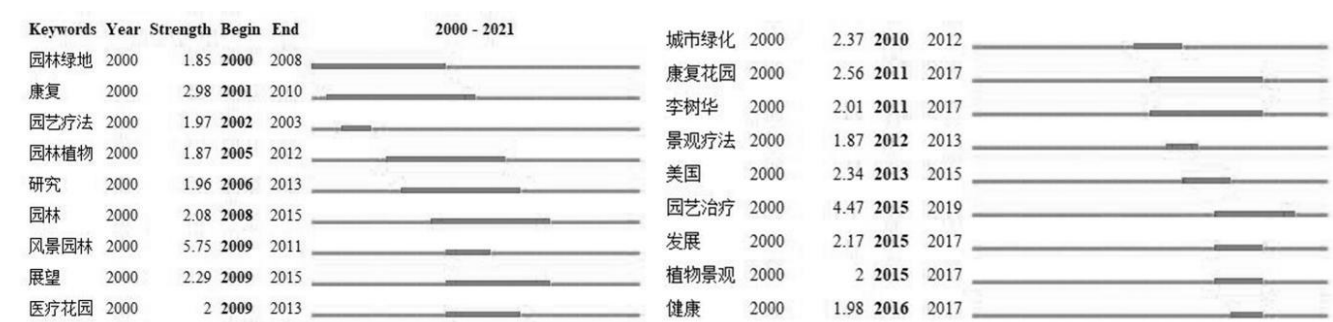 Keywords Year Strength Begin End 2000 - 2021
园林绿地 2000 1.85 2000 2008
康复 2000 2.98 2001 2010
园艺疗法 2000 1.97 2002 2003
园林植物 2000 1.87 2005 2012
研究 2000 1.96 2006 2013
园林 2000 2.08 2008 2015
风景园林 2000 5.75 2009 2011
展望 2000 2.29 2009 2015
医疗花园 2000 2 2009 2013
城市绿化 2000 2.37 2010 2012
康复花园 2000 2.56 2011 2017
李树华 2000 2.01 2011 2017
景观疗法 2000 1.87 2012 2013
美国 2000 2.34 2013 2015
园艺治疗 2000 4.47 2015 2019
发展 2000 2.17 2015 2017
植物景观 2000 2 2015 2017
健康 2000 1.98 2016 2017